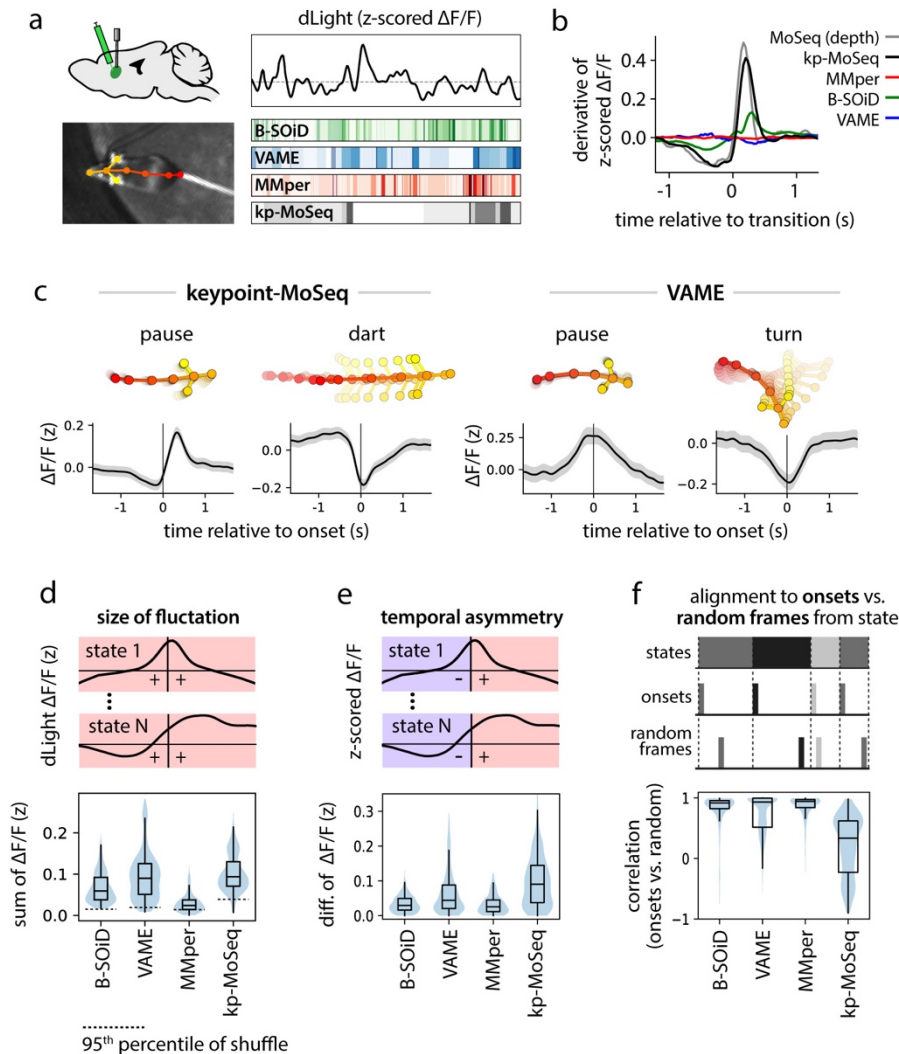 a
dLight (z-scored ΔF/F)
B-SOiD
VAME
MMper
kp-MoSeq
b
derivative of
z-scored ΔF/F
0.4
0.2
0.0
MoSeq (depth)
kp-MoSeq
MMper
B-SOiD
VAME
-1
0
1
time relative to transition (s)
c
keypoint-MoSeq
VAME
pause
dart
pause
turn
ΔF/F (z)
0.2
0.0
-1
0
1
0.0
-0.2
-1
0
1
time relative to onset (s)
ΔF/F (z)
0.25
0.00
-1
0
1
0.0
-0.2
-1
0
1
time relative to onset (s)
d
size of fluctation
dLight ΔF/F (z)
state 1
+ +
state N
+ +
sum of ΔF/F (z)
0.2
0.1
0.0
B-SOiD
VAME
MMper
kp-MoSeq
95th percentile of shuffle
e
temporal asymmetry
z-scored ΔF/F
state 1
− +
state N
− +
diff. of ΔF/F (z)
0.3
0.2
0.1
0.0
B-SOiD
VAME
MMper
kp-MoSeq
f
alignment to onsets vs.
random frames from state
states
onsets
random
frames
correlation
(onsets vs. random)
1
0
−1
B-SOiD
VAME
MMper
kp-MoSeq